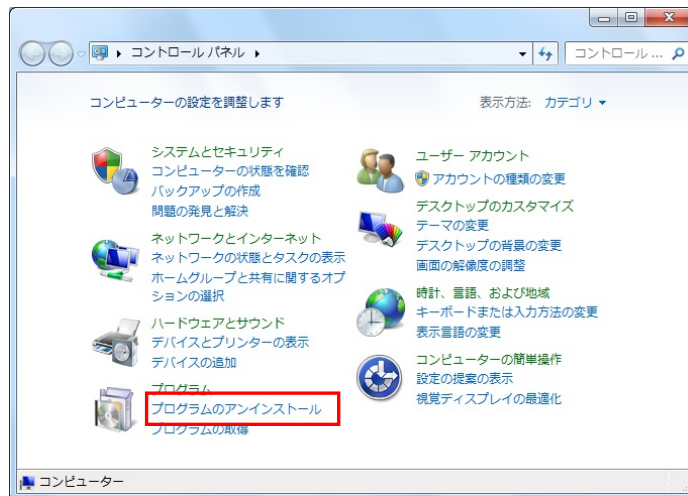 コントロール パネル
コントロール ...
コンピューターの設定を調整します
表示方法: カテゴリ
システムとセキュリティ
コンピューターの状態を確認
バックアップの作成
問題の発見と解決
ネットワークとインターネット
ネットワークの状態とタスクの表示
ホームグループと共有に関するオプ
ションの選択
ハードウェアとサウンド
デバイスとプリンターの表示
デバイスの追加
プログラム
プログラムのアンインストール
プログラムの取得
ユーザー アカウント
アカウントの種類の変更
デスクトップのカスタマイズ
テーマの変更
デスクトップの背景の変更
画面の解像度の調整
時計、言語、および地域
キーボードまたは入力方法の変更
表示言語の変更
コンピューターの簡単操作
設定の提案の表示
視覚ディスプレイの最適化
コンピューター